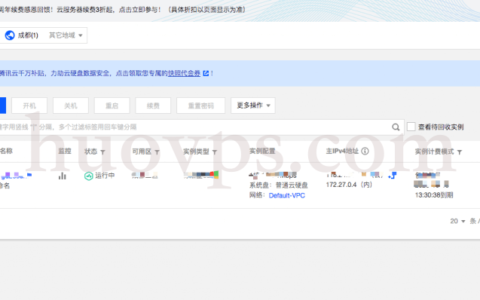 周年续费感恩回馈！云服务器续费3折起，点击立即参与！（具体折扣以页面显示为准）
成都(1) 其它地域
腾讯云千万补贴，力助云硬盘数据安全，点击领取您专属的快照代金券！
开机 关机 重启 续费 重置密码 更多操作
键字用竖线 "|" 分隔，多个过滤标签用回车键分隔 查看待回收实例
名称 监控 状态 可用区 实例类型 实例配置 主IPv4地址 实例计费模式
运行中
命名 系统盘：普通云硬盘 172.27.0.4（内） 13:30:38到期
网络：Default-VPC
20 条
huovps.com